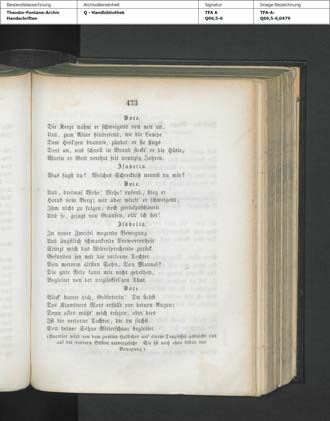 Bestandsbezeichnung
Archivalieneinheit
Signatur
Image-Bezeichnung
Theodor-Fontane-Archiv
Handschriften
Q - Handbibliothek
TFA A
Q66,5-6
TFA-A-
Q66,5-6,0479
473
Bote.
Die Kerze nahm er schweigend von mir an,
Und, zum Altar hintretend, wo die Lampe
Dem Heiligen brannte, zündet' er sie flugs
Dort an, und schnell in Brand steckt' er die Hütte,
Worin er Gott verehrt seit neunzig Jahren.
Isabella.
Was sagst du? Welches Schreckniß nennst du mir?
Bote.
Und, dreimal Wehe! Wehe! rufend, stieg er
Herab vom Berg; mir aber winkt' er schweigend,
Ihm nicht zu folgen, noch zurückzuschauen.
Und so, gejagt von Grausen, eilt' ich her!
Isabella.
In neuer Zweifel wogende Bewegung
Und ängstlich schwankende Verworrenheit
Stürzt mich das Widersprechende zurück.
Gefunden sey mir die verlorne Tochter
Von meinem ältsten Sohn, Don Manuel?
Die gute Rede kann mir nicht gedeihen,
Begleitet von der unglücksel'gen That.
Bote.
Blick' hinter dich, Gebieterin! Du siehst
Des Klausners Wort erfüllt vor deinen Augen;
Denn alles müßt' mich trügen, oder dies
Ist die verlorne Tochter, die du suchst
Von deiner Söhne Ritterschaar begleitet
(Beatrice wird von dem zweiten Halbchor auf einem Tragsessel gebracht und
auf der vordern Bühne niedergesetzt. Sie ist noch ohne Leben und
Bewegung.)